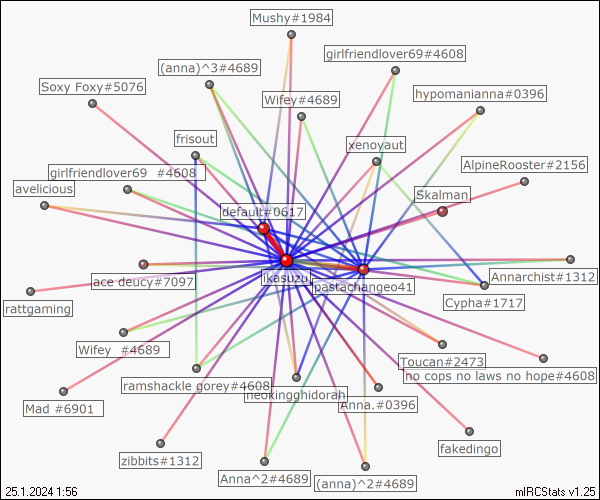 Mushy#1984
girlfriendlover69#4608
(anna)^3#4689
Soxy Foxy#5076
Wifey#4689
hypomanianna#0396
frisout
xenoyaut
AlpineRooster#2156
girlfriendlover69 #4608
avelicious
Skalman
default#0617
ace deucy#7097
ikasuzu
gastachangeo41
Annarchist#1312
Cypha#1717
rattgaming
Wifey #4689
Toucan#2473
no cops no laws no hope#4608
ramshackle gorey#4608
neokingghidorah
Anna.#0396
Mad #6901
fakedingo
zibbits#1312
Anna^2#4689
(anna)^2#4689
25.1.2024 1:56
mIRCStats v1.25